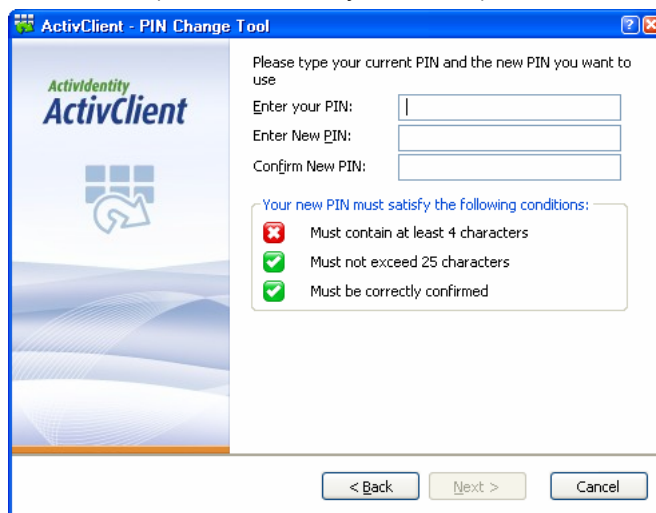 ActivClient - PIN Change Tool
ActivIdentity
ActivClient
Please type your current PIN and the new PIN you want to
use
Enter your PIN:
Enter New PIN:
Confirm New PIN:
Your new PIN must satisfy the following conditions:
Must contain at least 4 characters
Must not exceed 25 characters
Must be correctly confirmed
< Back
Next >
Cancel